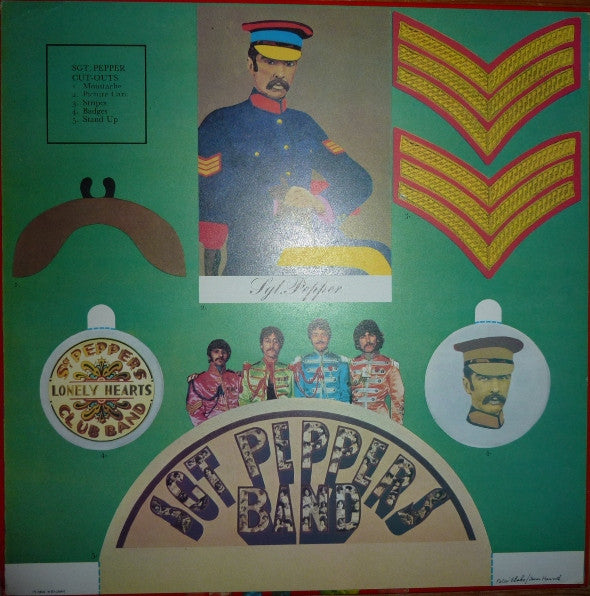 SGT. PEPPER
CUT-OUTS
1. Moustache
2. Picture Card
3. Stripes
4. Badges
5. Stand Up
Sgt. Pepper
SGT. PEPPERS
LONELY HEARTS
CLUB BAND
SGT PEPPERS
BAND